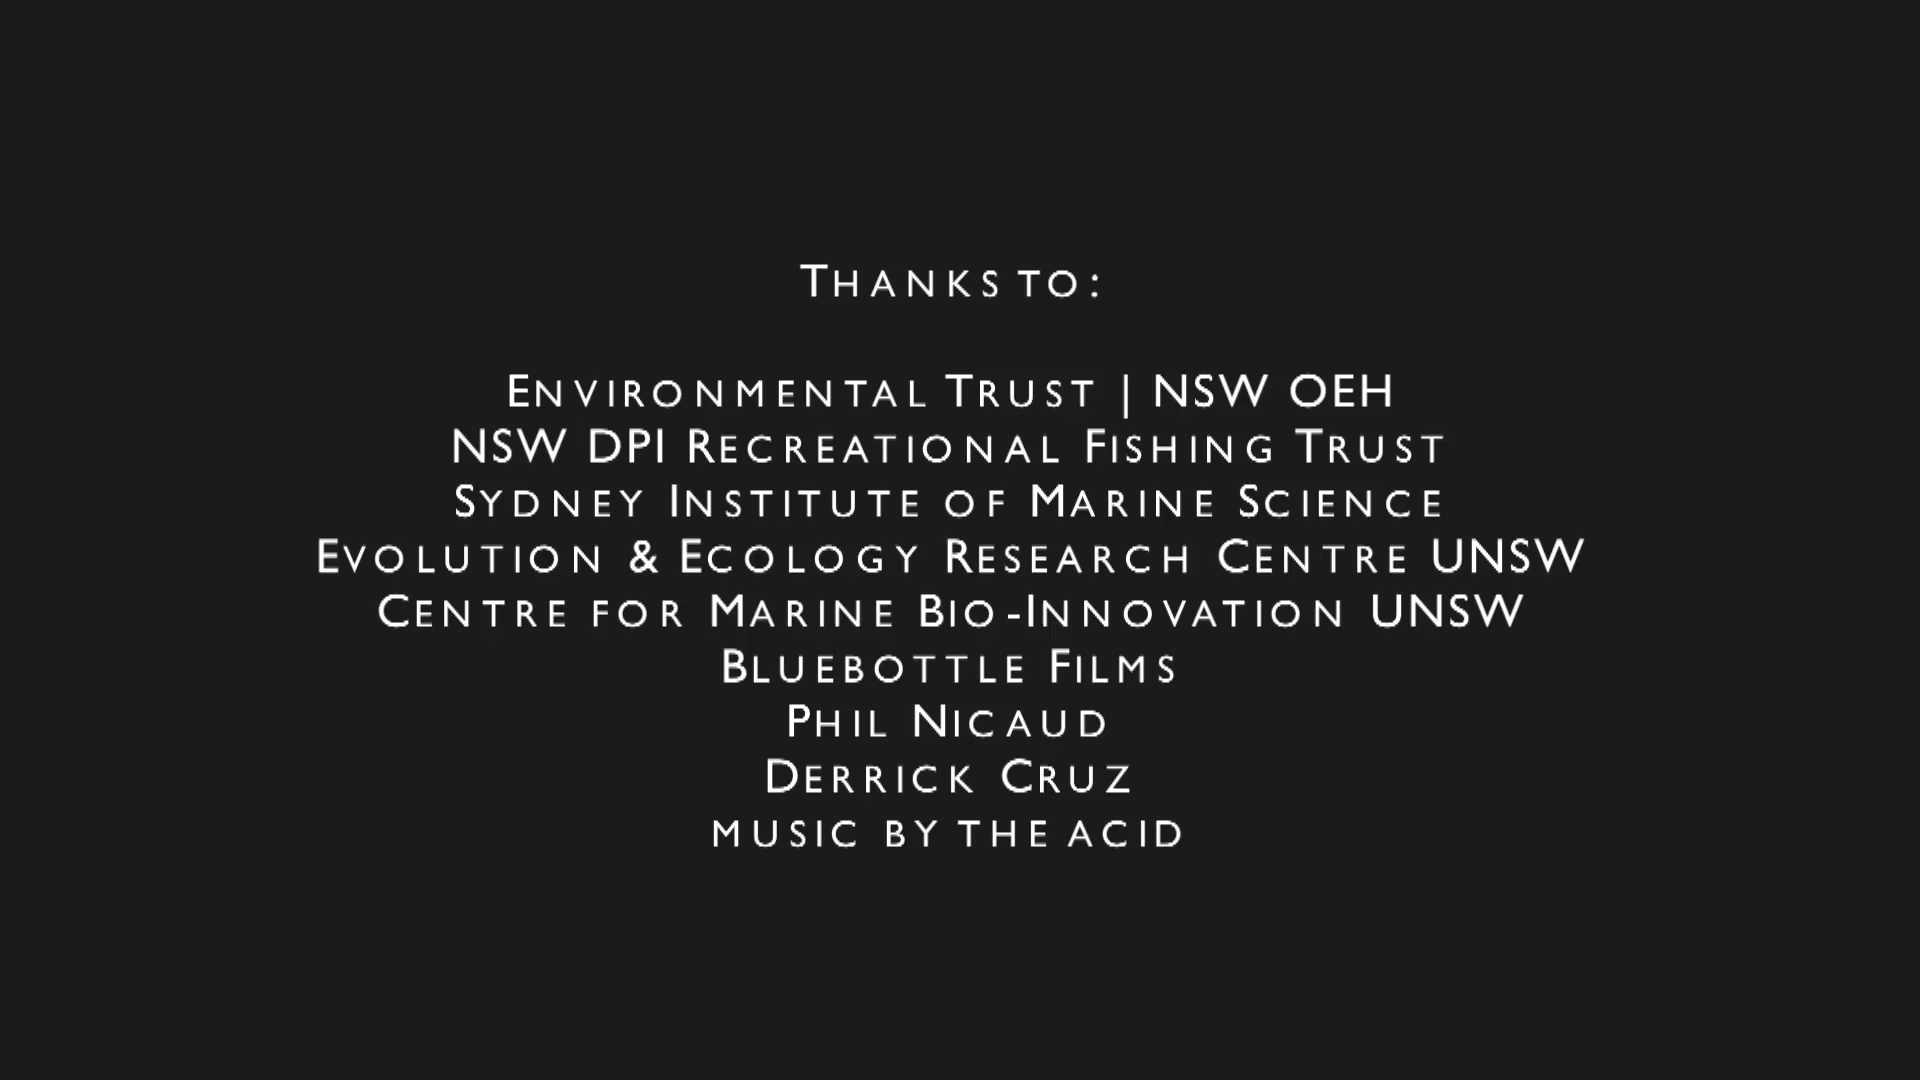 THANKS TO:
ENVIRONMENTAL TRUST | NSW OEH
NSW DPI RECREATIONAL FISHING TRUST
SYDNEY INSTITUTE OF MARINE SCIENCE
EVOLUTION & ECOLOGY RESEARCH CENTRE UNSW
CENTRE FOR MARINE BIO-INNOVATION UNSW
BLUEBOTTLE FILMS
PHIL NICAUD
DERRICK CRUZ
MUSIC BY THE ACID